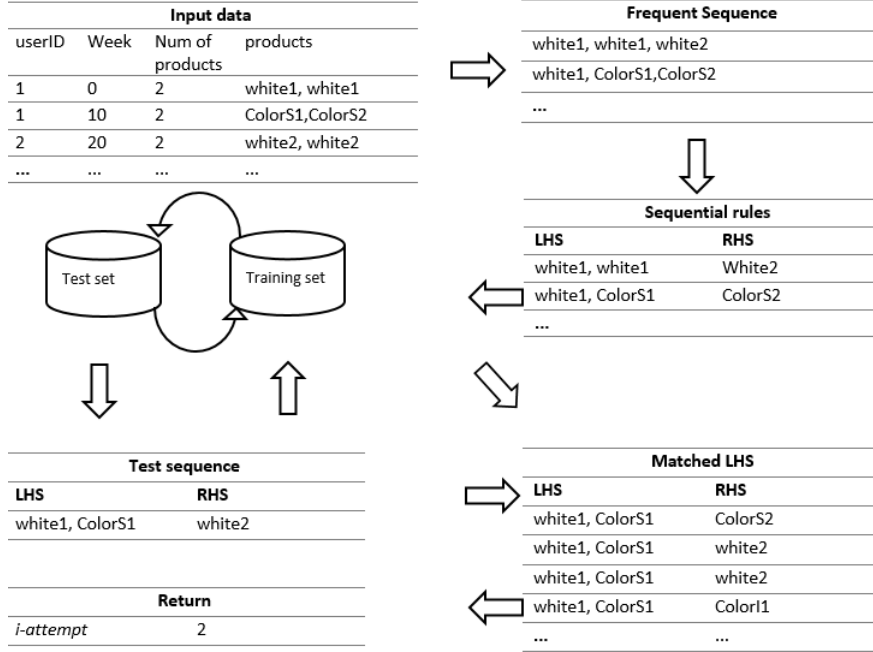 Input data
userID Week Num of products products
1 0 2 white1, white1
1 10 2 ColorS1,ColorS2
2 20 2 white2, white2
... ... ... ...
Frequent Sequence
white1, white1, white2
white1, ColorS1,ColorS2
...
Sequential rules
LHS RHS
white1, white1 White2
white1, ColorS1 ColorS2
...
Test set
Training set
Test sequence
LHS RHS
white1, ColorS1 white2
Matched LHS
LHS RHS
white1, ColorS1 ColorS2
white1, ColorS1 white2
white1, ColorS1 white2
white1, ColorS1 ColorI1
... ...
Return
i-attempt 2